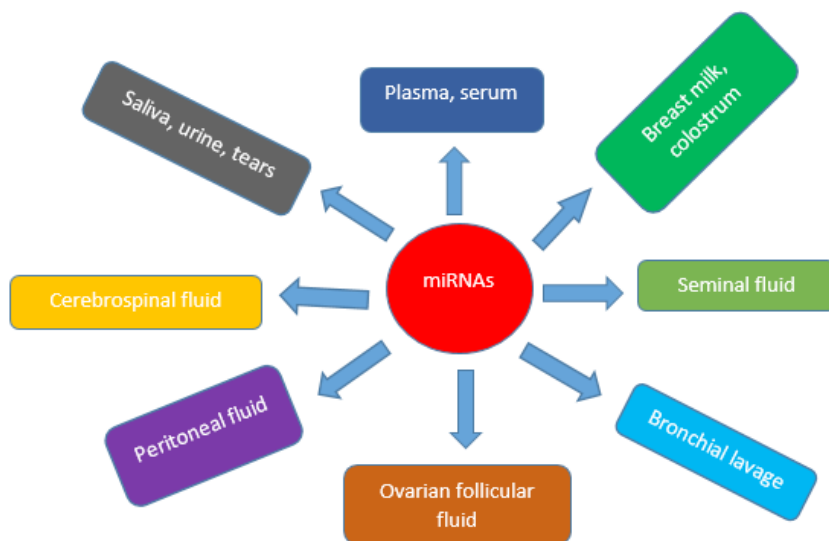 Plasma, serum
Breast milk,
colostrum
Saliva, urine, tears
miRNAs
Cerebrospinal fluid
Seminal fluid
Peritoneal fluid
Bronchial lavage
Ovarian follicular
fluid